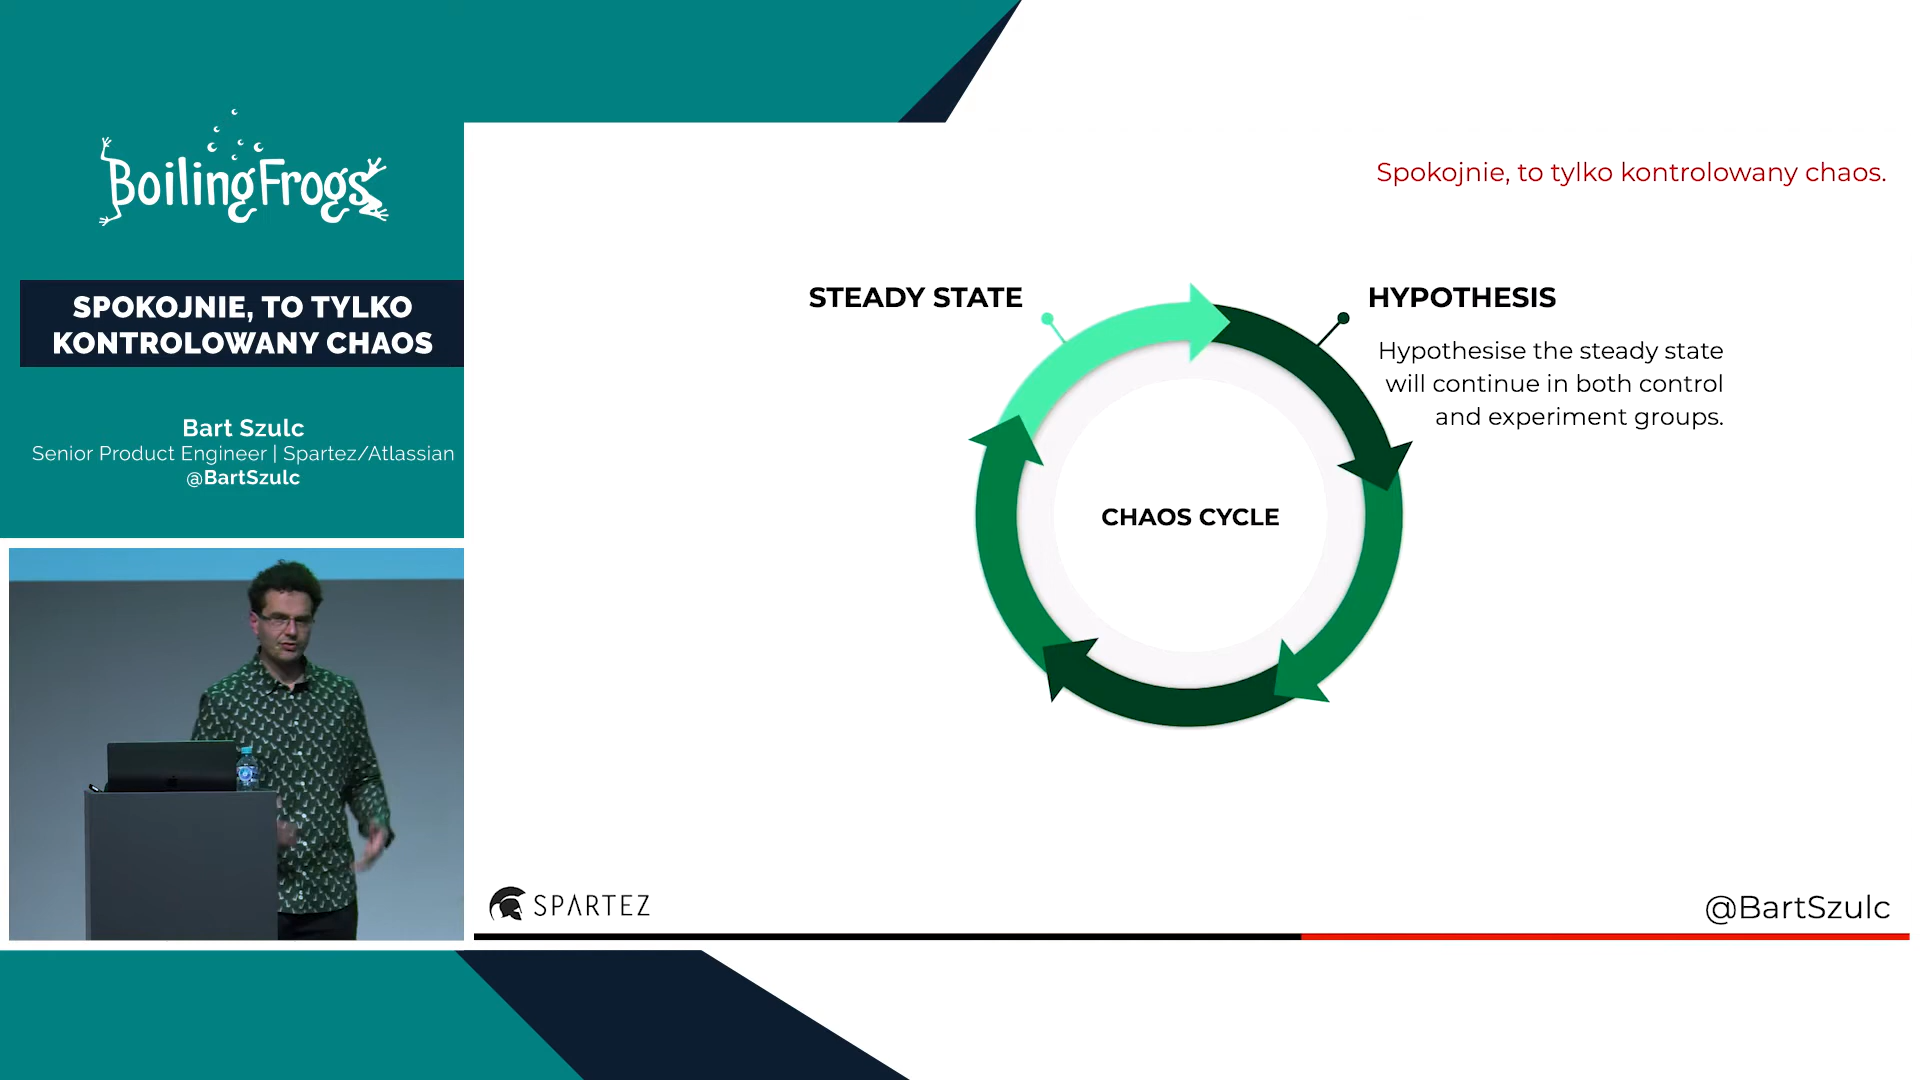 BoilingFrogs
SPOKOJNIE, TO TYLKO
KONTROLOWANY CHAOS
Bart Szulc
Senior Product Engineer | Spartez/Atlassian
@BartSzulc
Spokojnie, to tylko kontrolowany chaos.
STEADY STATE
HYPOTHESIS
Hypothesise the steady state
will continue in both control
and experiment groups.
CHAOS CYCLE
SPARTEZ
@BartSzulc